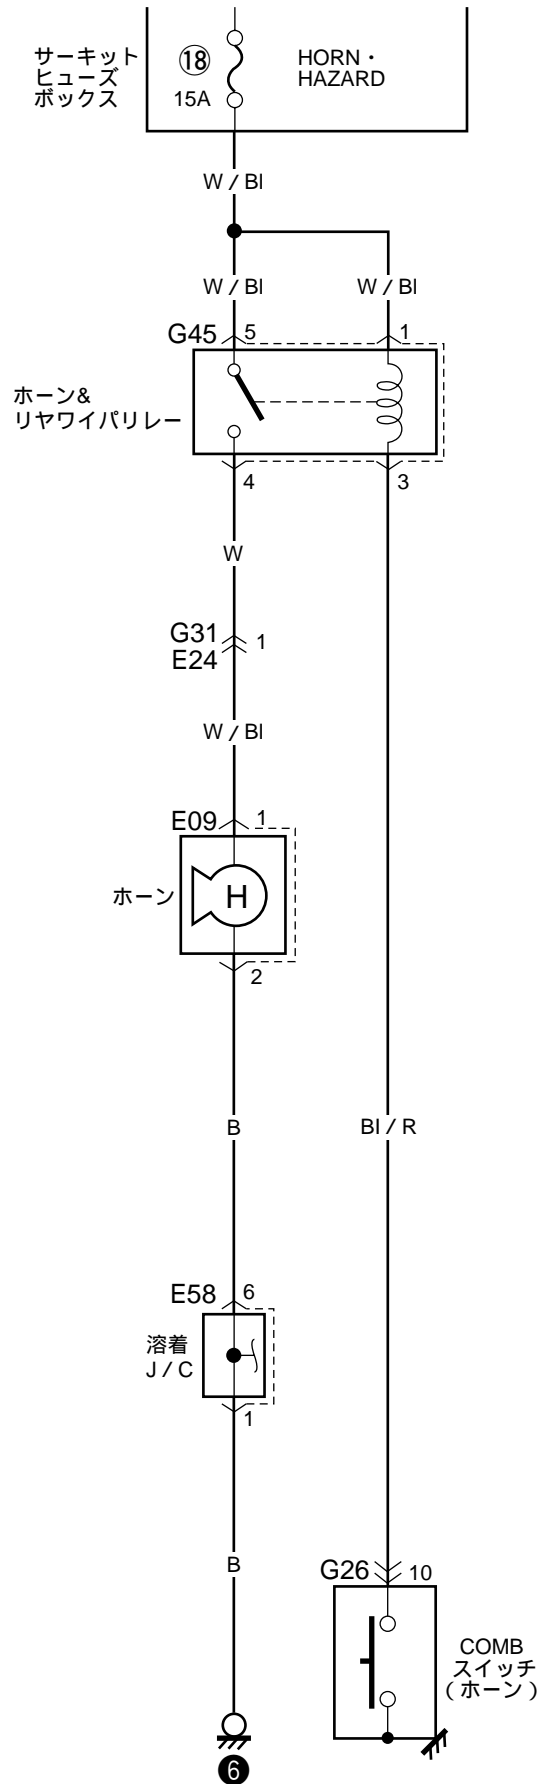 サーキット
ヒューズ
ボックス
⑱
15A
HORN・
HAZARD
W / Bl
W / Bl
W / Bl
G45
5
1
ホーン&
リヤワイパリレー
4
3
W
G31
E24
1
W / Bl
E09
1
ホーン
H
2
B
Bl / R
E58
6
溶着
J / C
1
B
G26
10
COMB
スイッチ
( ホーン )
❻